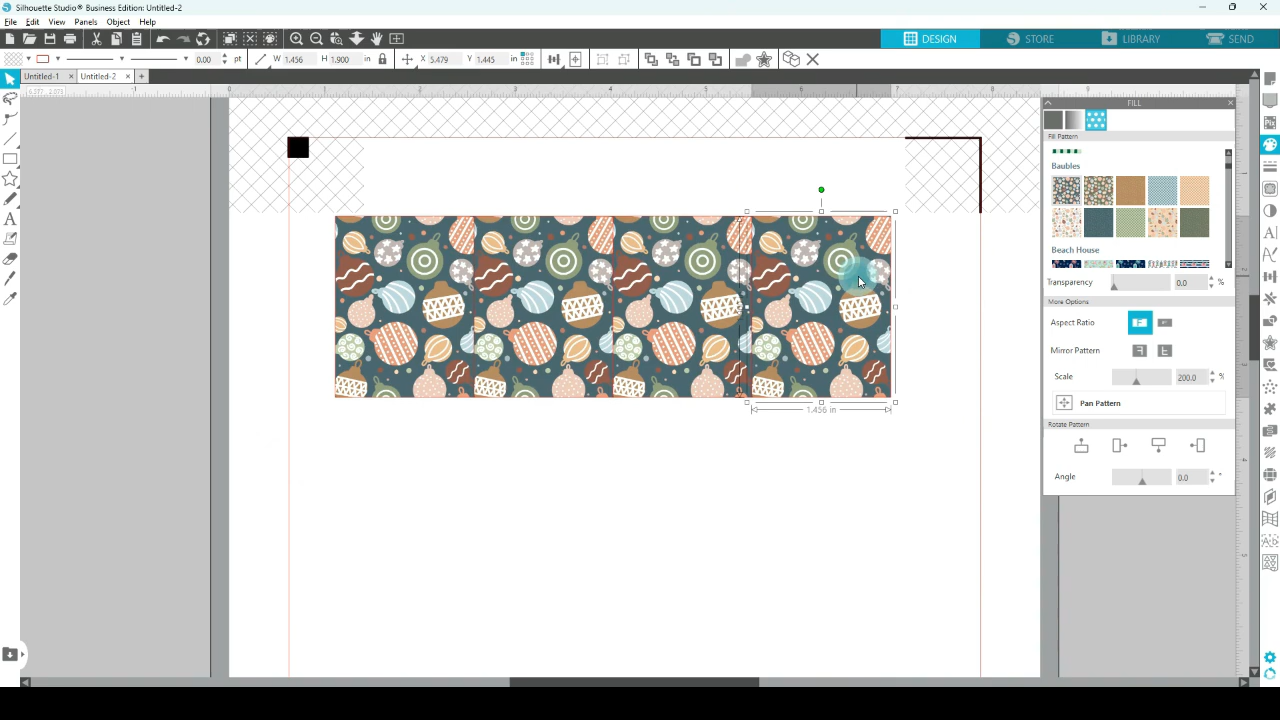 Silhouette Studio® Business Edition: Untitled-2
File Edit View Panels Object Help
DESIGN STORE LIBRARY SEND
0.00 pt W 1.456 H 1.900 in X 5.479 Y 1.445 in
Untitled-1 Untitled-2
FILL
Fill Pattern
Baubles
Beach House
Transparency 0.0 %
More Options
Aspect Ratio
Mirror Pattern
Scale 200.0 %
Pan Pattern
Rotate Pattern
Angle 0.0 °
1.456 in